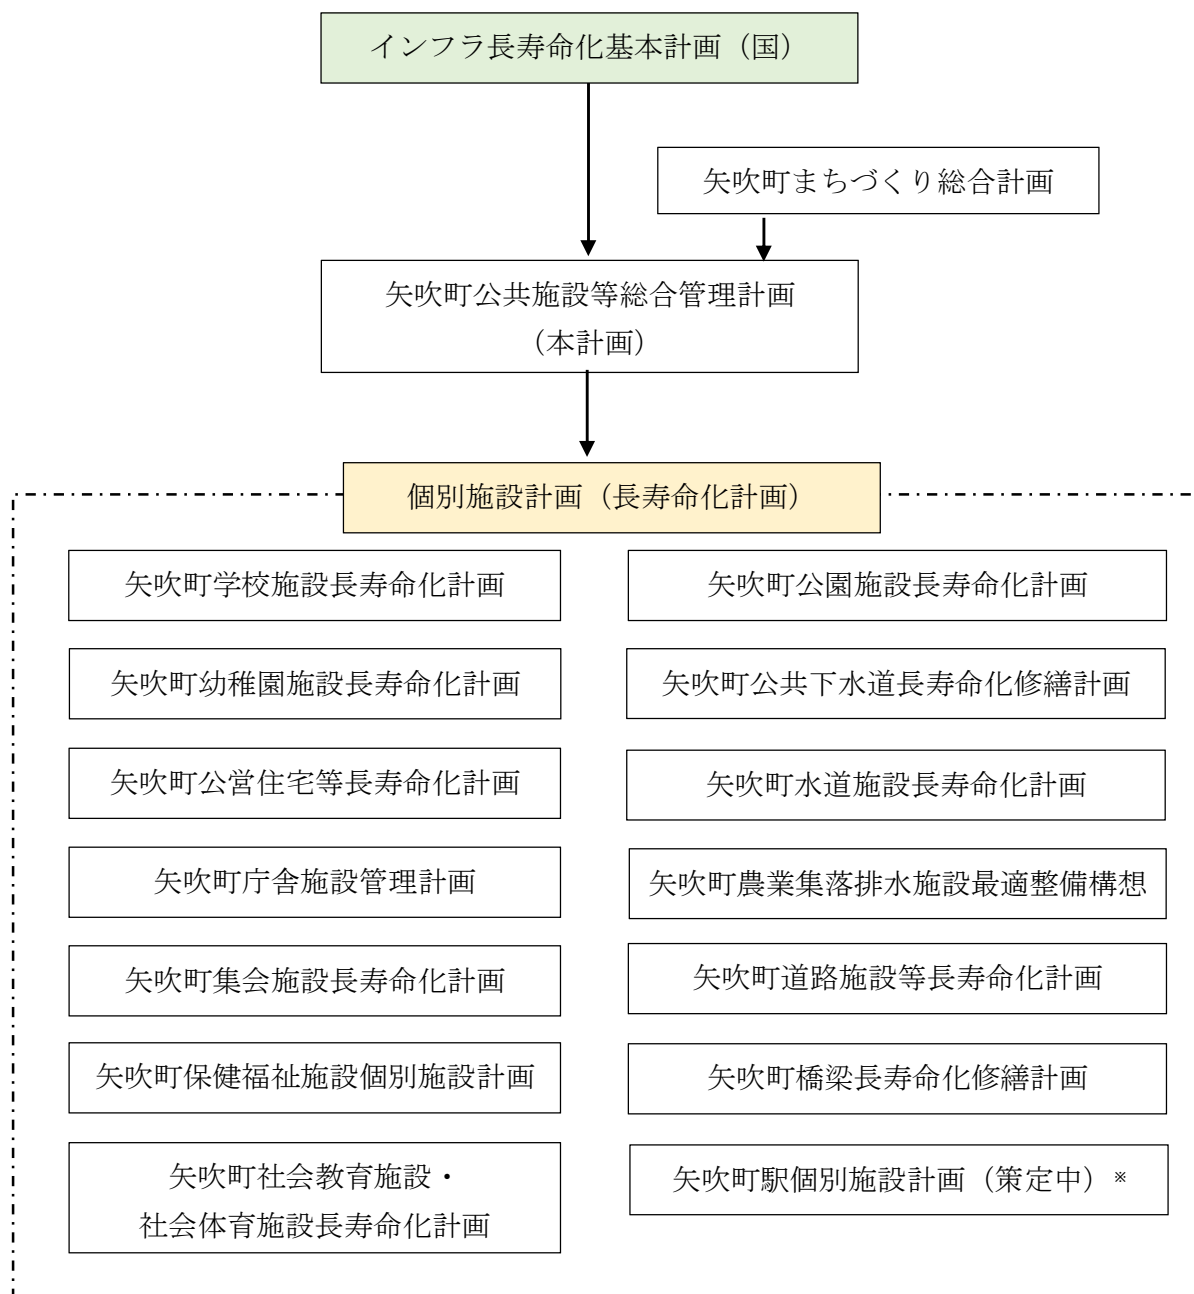 インフラ長寿命化基本計画（国）
矢吹町まちづくり総合計画
矢吹町公共施設等総合管理計画
（本計画）
個別施設計画（長寿命化計画）
矢吹町学校施設長寿命化計画
矢吹町幼稚園施設長寿命化計画
矢吹町公営住宅等長寿命化計画
矢吹町庁舎施設管理計画
矢吹町集会施設長寿命化計画
矢吹町保健福祉施設個別施設計画
矢吹町社会教育施設・
社会体育施設長寿命化計画
矢吹町公園施設長寿命化計画
矢吹町公共下水道長寿命化修繕計画
矢吹町水道施設長寿命化計画
矢吹町農業集落排水施設最適整備構想
矢吹町道路施設等長寿命化計画
矢吹町橋梁長寿命化修繕計画
矢吹町駅個別施設計画（策定中）※